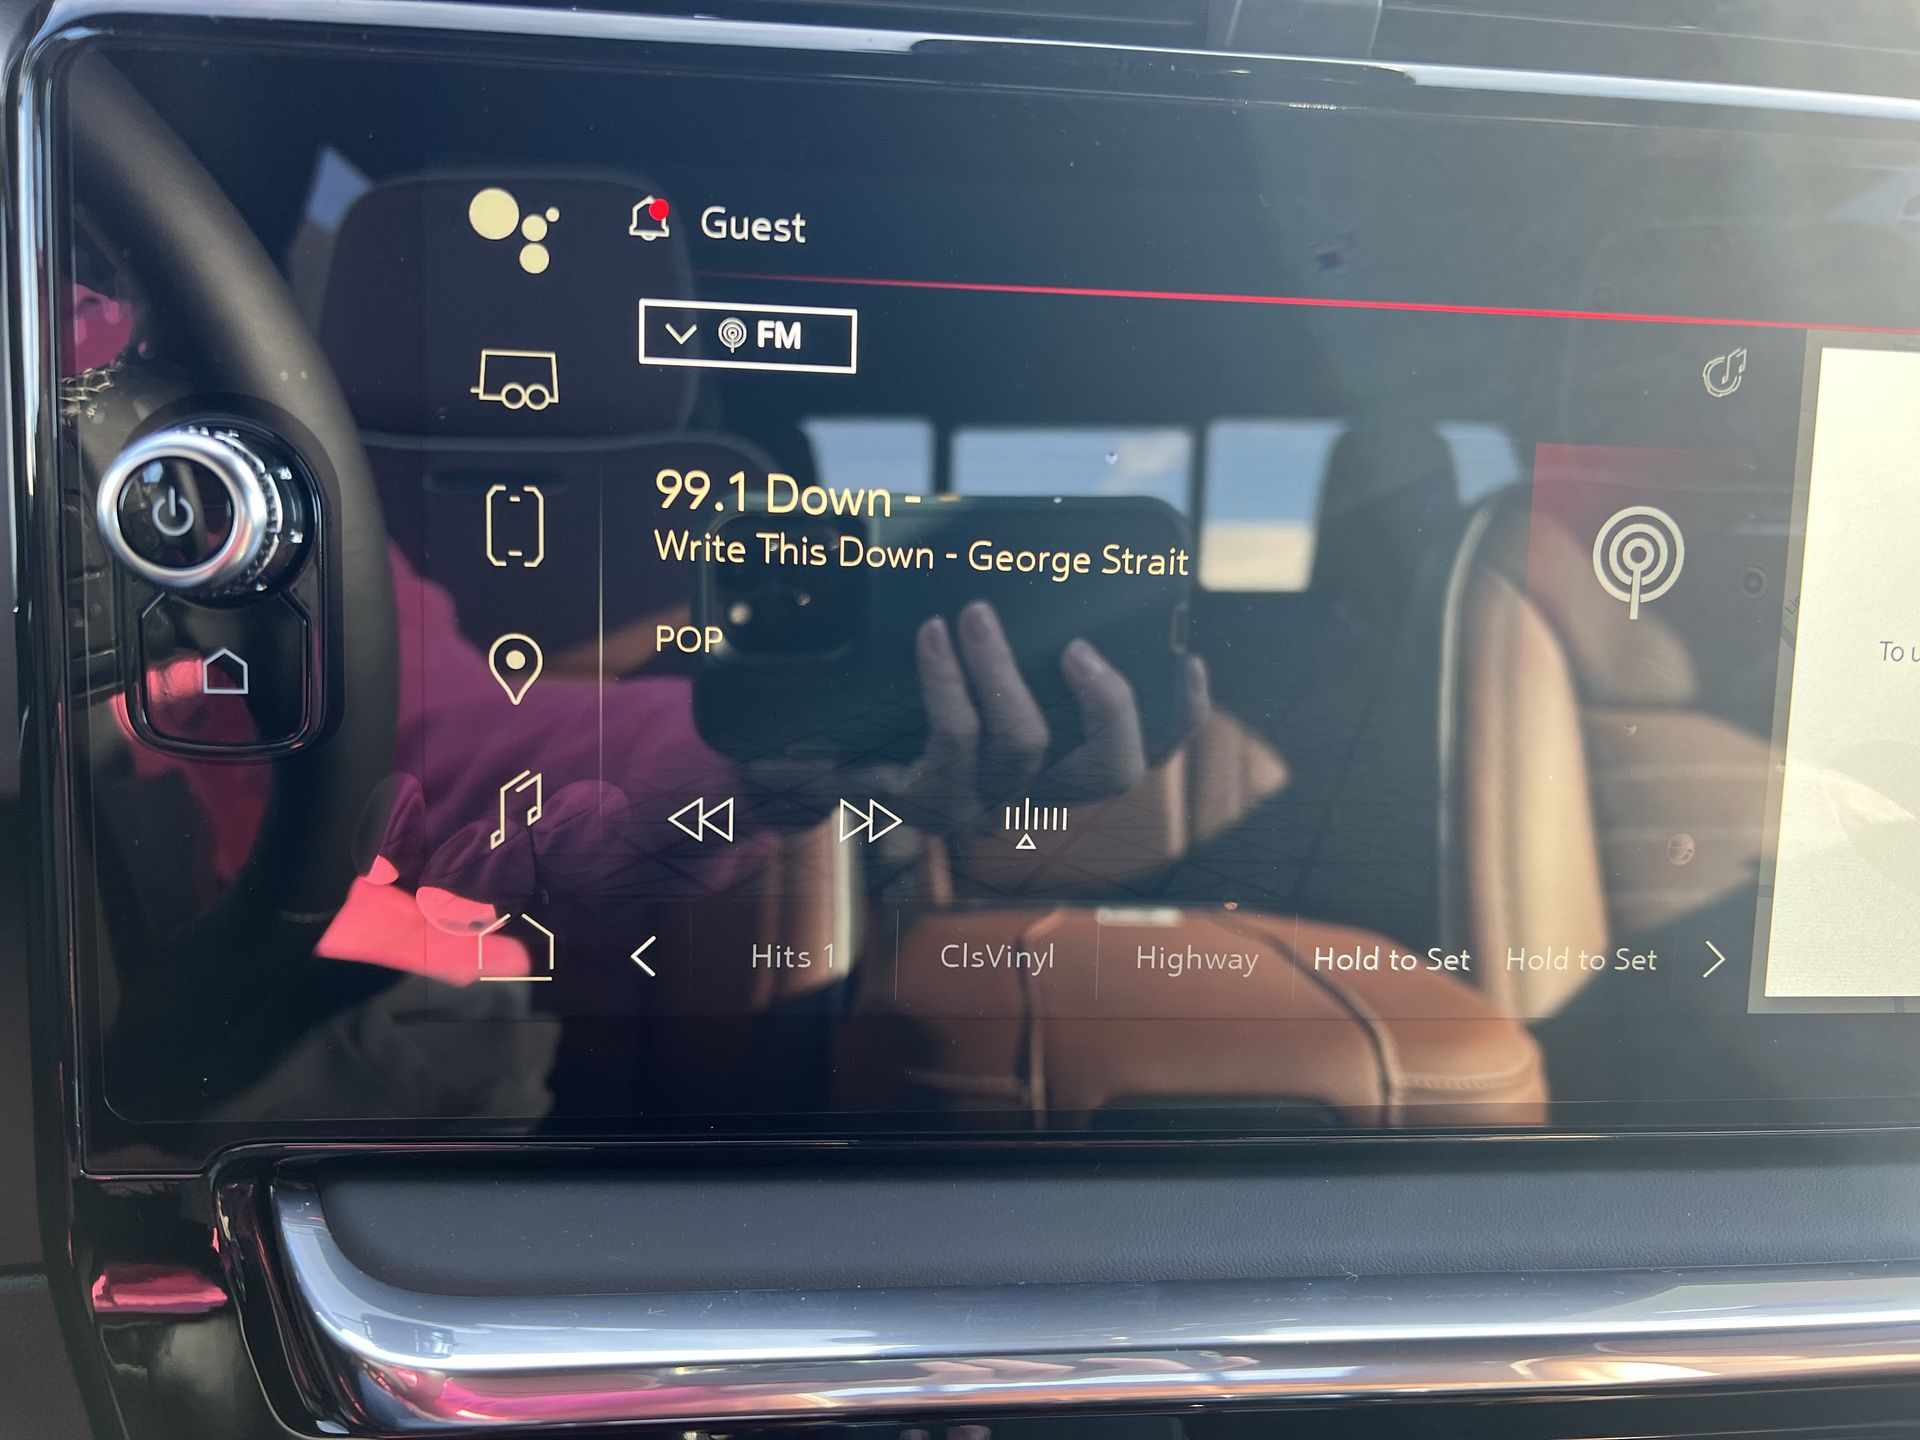 Guest
FM
99.1 Down -
Write This Down - George Strait
POP
To u
Hits 1
ClsVinyl
Highway
Hold to Set
Hold to Set